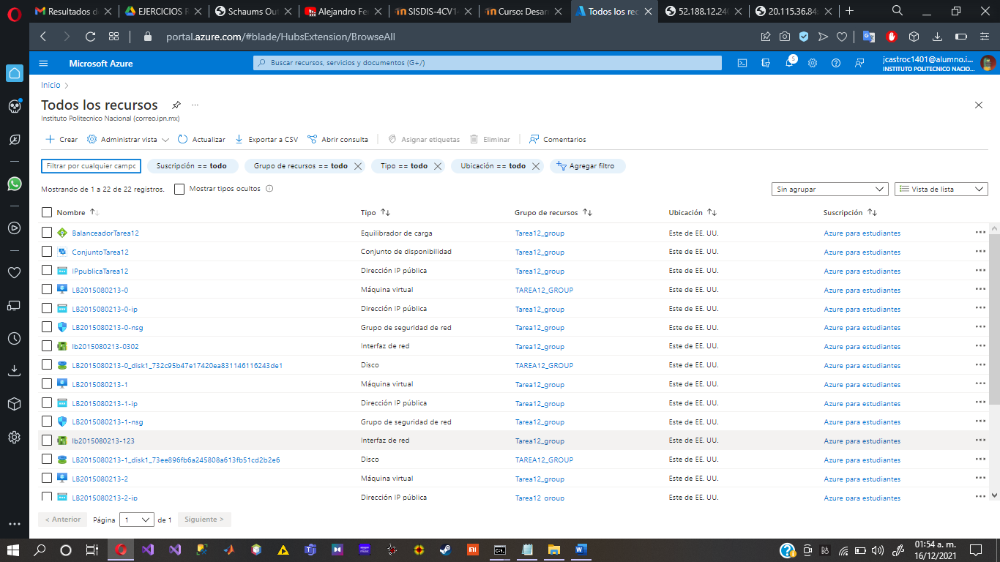 Resultados de
EJERCICIOS R
Schaums Out
Alejandro Fe
SISDIS-4CV14
Curso: Desar
Todos los rec
52.188.12.240
20.115.36.84:
portal.azure.com/#blade/HubsExtension/BrowseAll
Microsoft Azure
Buscar recursos, servicios y documentos (G+/)
5
jcastroc1401@alumno.i...
INSTITUTO POLITECNICO NACIO...
Inicio
Todos los recursos
Instituto Politecnico Nacional (correo.ipn.mx)
Crear Administrar vista Actualizar Exportar a CSV Abrir consulta Asignar etiquetas Eliminar Comentarios
Filtrar por cualquier campo Suscripción == todo Grupo de recursos == todo Tipo == todo Ubicación == todo Agregar filtro
Mostrando de 1 a 22 de 22 registros. Mostrar tipos ocultos Sin agrupar Vista de lista
Nombre Tipo Grupo de recursos Ubicación Suscripción
BalanceadorTarea12 Equilibrador de carga Tarea12_group Este de EE. UU. Azure para estudiantes
ConjuntoTarea12 Conjunto de disponibilidad Tarea12_group Este de EE. UU. Azure para estudiantes
IPpublicaTarea12 Dirección IP pública Tarea12_group Este de EE. UU. Azure para estudiantes
LB2015080213-0 Máquina virtual TAREA12_GROUP Este de EE. UU. Azure para estudiantes
LB2015080213-0-ip Dirección IP pública Tarea12_group Este de EE. UU. Azure para estudiantes
LB2015080213-0-nsg Grupo de seguridad de red Tarea12_group Este de EE. UU. Azure para estudiantes
lb2015080213-0302 Interfaz de red Tarea12_group Este de EE. UU. Azure para estudiantes
LB2015080213-0_disk1_732c95b47e17420ea831146116243de1 Disco TAREA12_GROUP Este de EE. UU. Azure para estudiantes
LB2015080213-1 Máquina virtual Tarea12_group Este de EE. UU. Azure para estudiantes
LB2015080213-1-ip Dirección IP pública Tarea12_group Este de EE. UU. Azure para estudiantes
LB2015080213-1-nsg Grupo de seguridad de red Tarea12_group Este de EE. UU. Azure para estudiantes
lb2015080213-123 Interfaz de red Tarea12_group Este de EE. UU. Azure para estudiantes
LB2015080213-1_disk1_73ee896fb6a245808a613fb51cd2b2e6 Disco TAREA12_GROUP Este de EE. UU. Azure para estudiantes
LB2015080213-2 Máquina virtual Tarea12_group Este de EE. UU. Azure para estudiantes
LB2015080213-2-ip Dirección IP pública Tarea12_group Este de EE. UU. Azure para estudiantes
< Anterior Página 1 de 1 Siguiente >
01:54 a. m.
16/12/2021